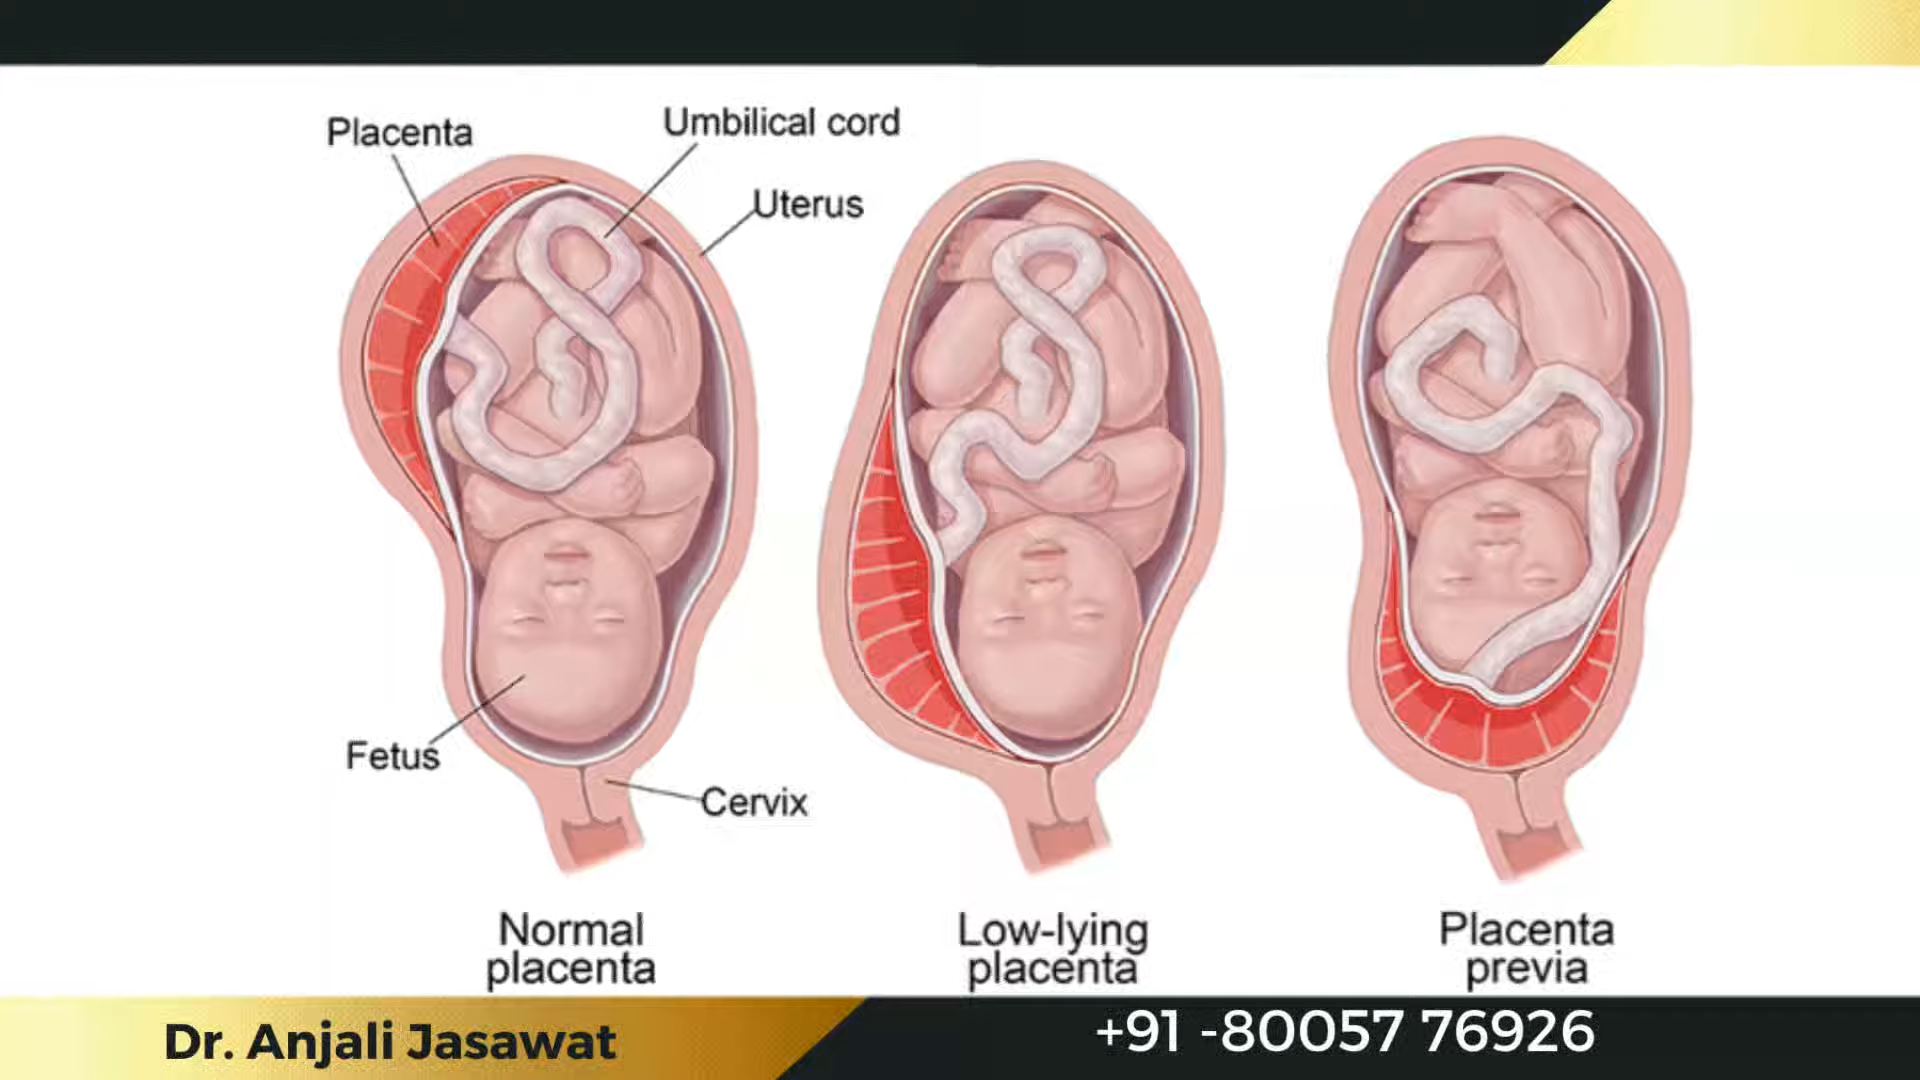 Placenta
Umbilical cord
Uterus
Fetus
Cervix
Normal
placenta
Low-lying
placenta
Placenta
previa
Dr. Anjali Jasawat
+91 -80057 76926